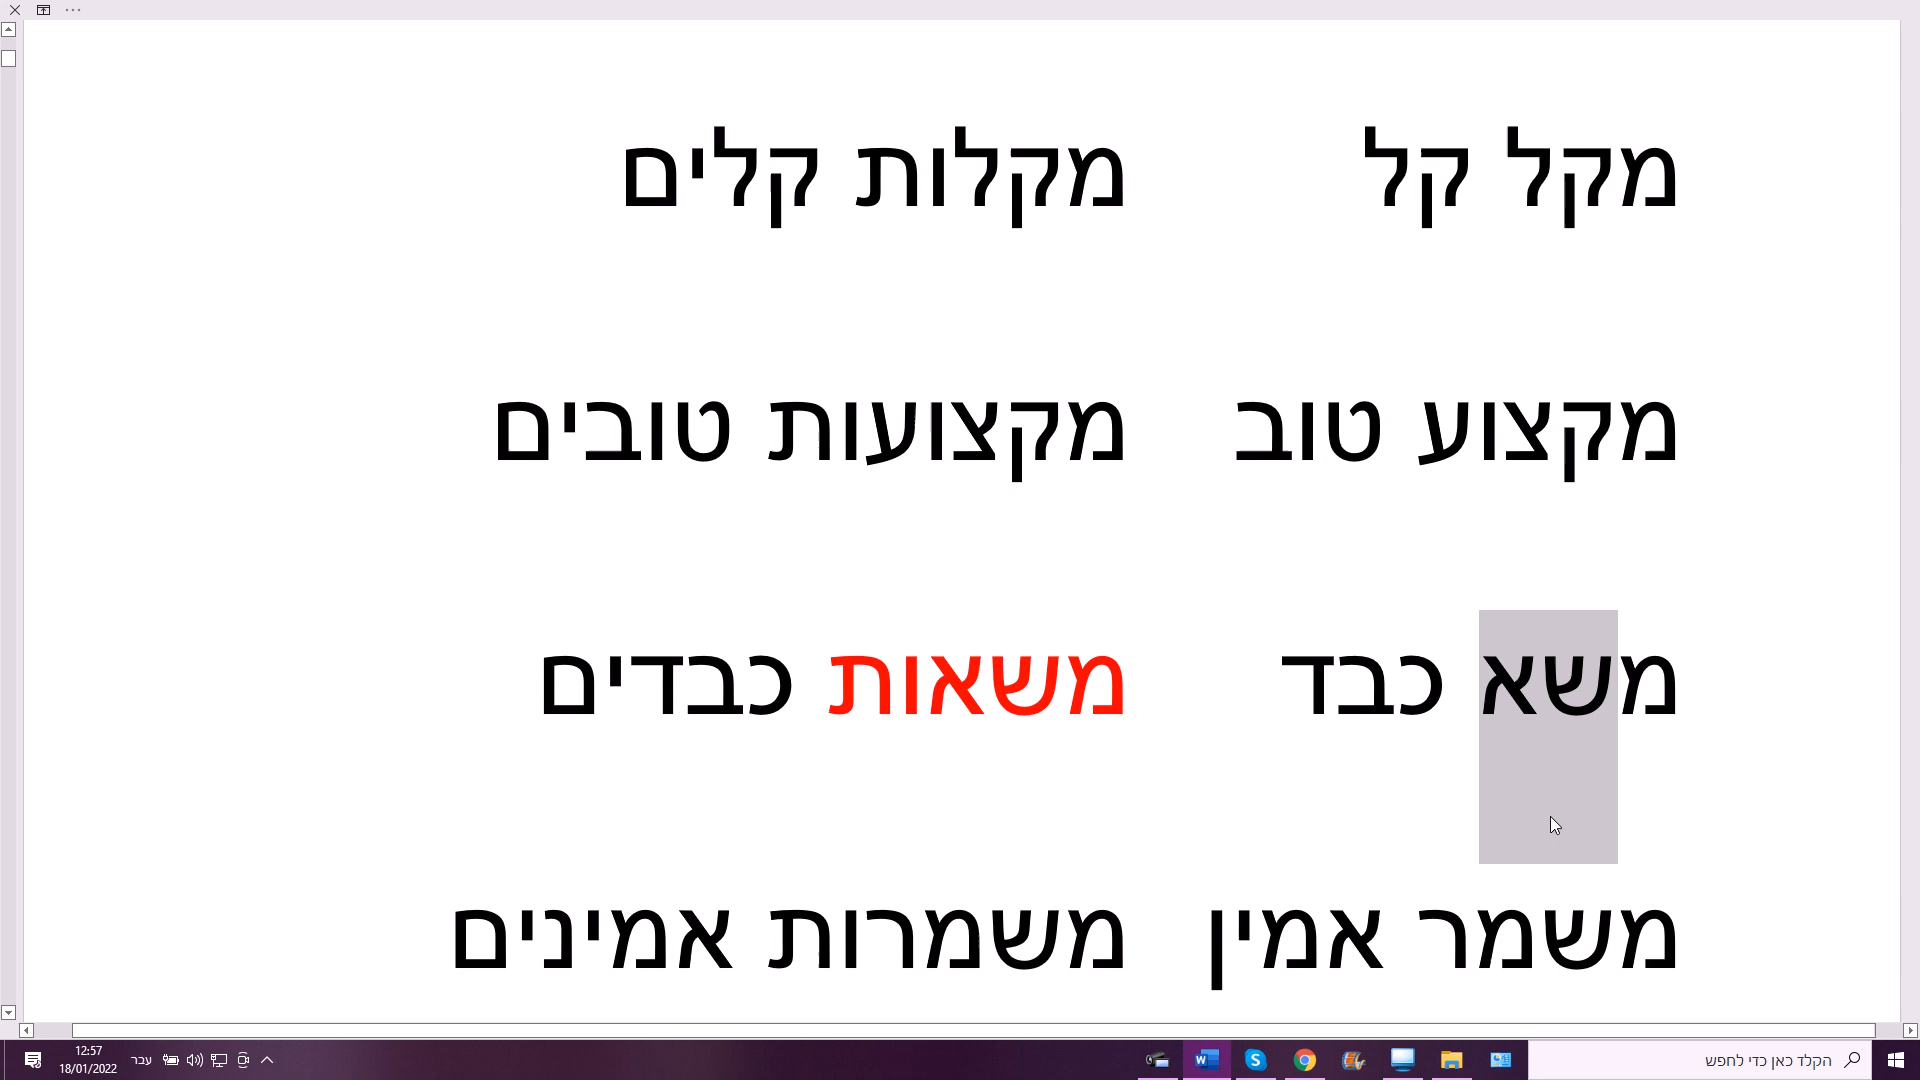 מקל קל מקלות קלים
מקצוע טוב מקצועות טובים
משא כבד משאות כבדים
משמר אמין משמרות אמינים
הקלד כאן כדי לחפש
עבר
12:57
18/01/2022